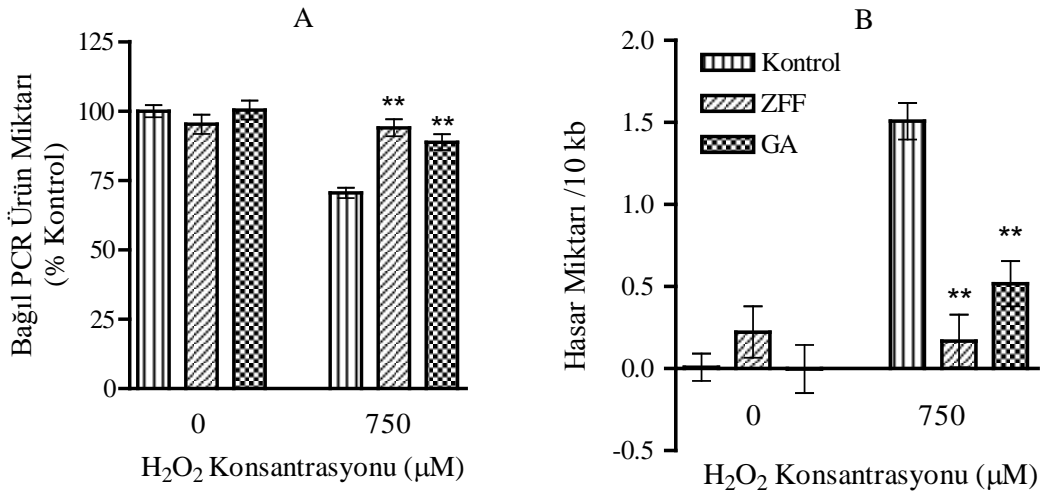 A
Bağıl PCR Ürün Miktarı
(% Kontrol)
125
100
75
50
25
0
**
**
0
750
H₂O₂ Konsantrasyonu (μM)
B
Hasar Miktarı /10 kb
2.0
1.5
1.0
0.5
0.0
-0.5
Kontrol
ZFF
GA
**
**
0
750
H₂O₂ Konsantrasyonu (μM)